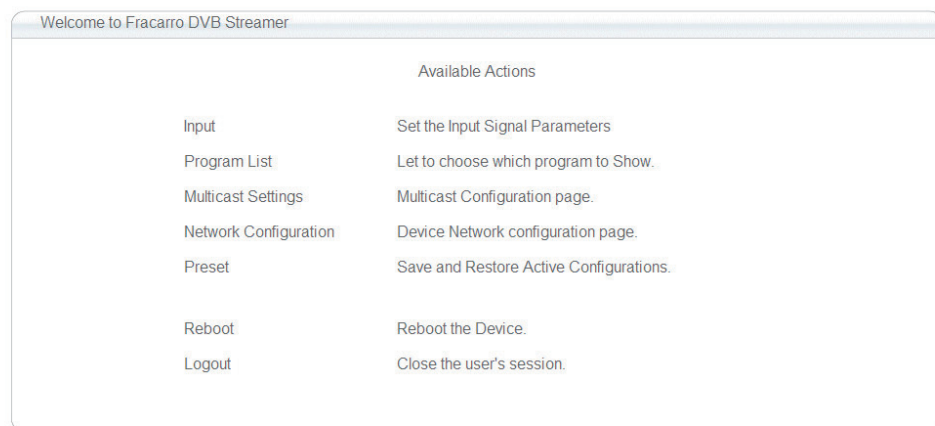 Welcome to Fracarro DVB Streamer
Available Actions
Input Set the Input Signal Parameters
Program List Let to choose which program to Show.
Multicast Settings Multicast Configuration page.
Network Configuration Device Network configuration page.
Preset Save and Restore Active Configurations.
Reboot Reboot the Device.
Logout Close the user's session.